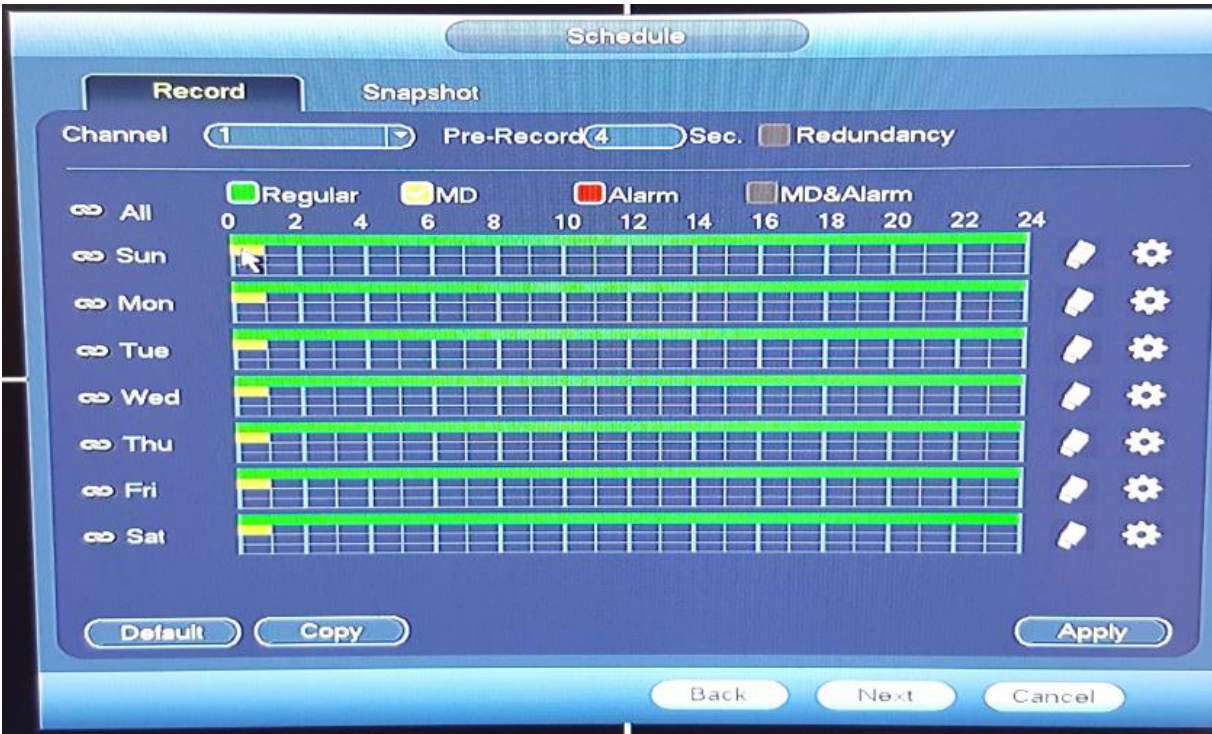 Schedule
Record Snapshot
Channel 1 Pre-Record 4 Sec. Redundancy
Regular MD Alarm MD&Alarm
All
0 2 4 6 8 10 12 14 16 18 20 22 24
Sun
Mon
Tue
Wed
Thu
Fri
Sat
Default Copy Apply
Back Next Cancel